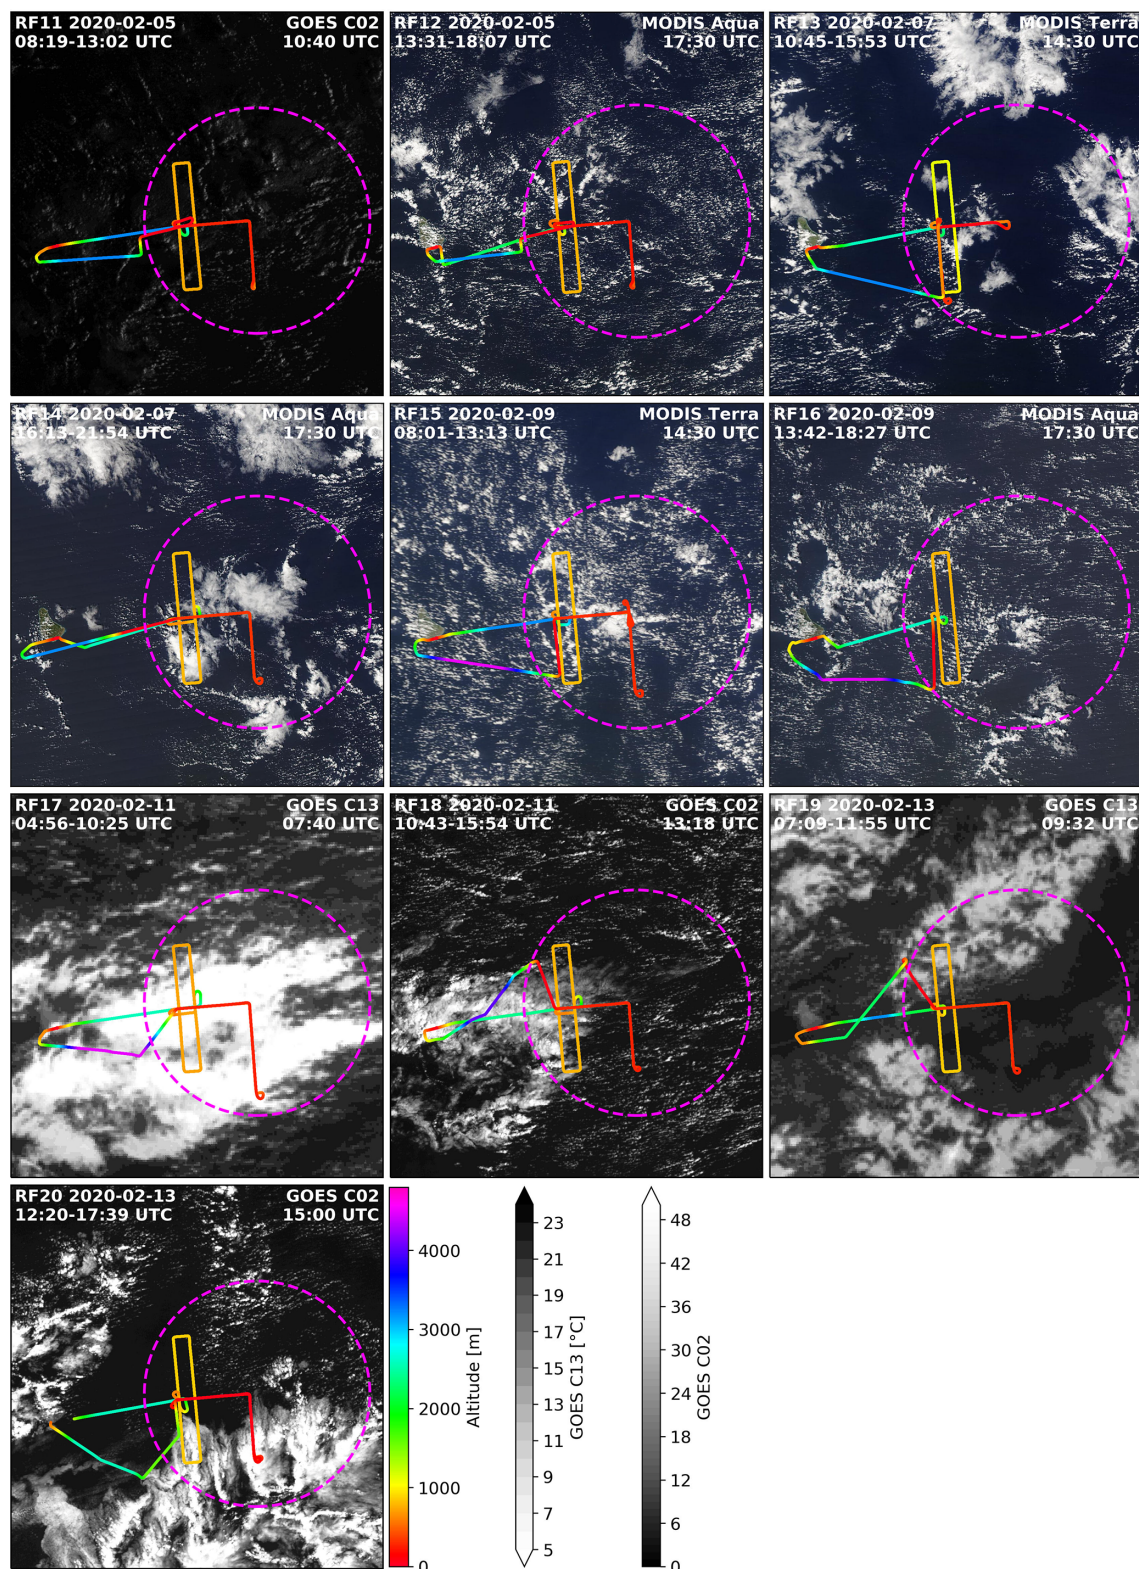 RF11 2020-02-05 GOES C02
08:19-13:02 UTC 10:40 UTC
RF12 2020-02-05 MODIS Aqua
13:31-18:07 UTC 17:30 UTC
RF13 2020-02-07 MODIS Terra
10:45-15:53 UTC 14:30 UTC
RF14 2020-02-07 MODIS Aqua
16:13-21:54 UTC 17:30 UTC
RF15 2020-02-09 MODIS Terra
08:01-13:13 UTC 14:30 UTC
RF16 2020-02-09 MODIS Aqua
13:42-18:27 UTC 17:30 UTC
RF17 2020-02-11 GOES C13
04:56-10:25 UTC 07:40 UTC
RF18 2020-02-11 GOES C02
10:43-15:54 UTC 13:18 UTC
RF19 2020-02-13 GOES C13
07:09-11:55 UTC 09:32 UTC
RF20 2020-02-13 GOES C02
12:20-17:39 UTC 15:00 UTC
4000
3000
2000
1000
0
Altitude [m]
23
21
19
17
15
13
11
9
7
5
GOES C13 [°C]
48
42
36
30
24
18
12
6
0
GOES C02